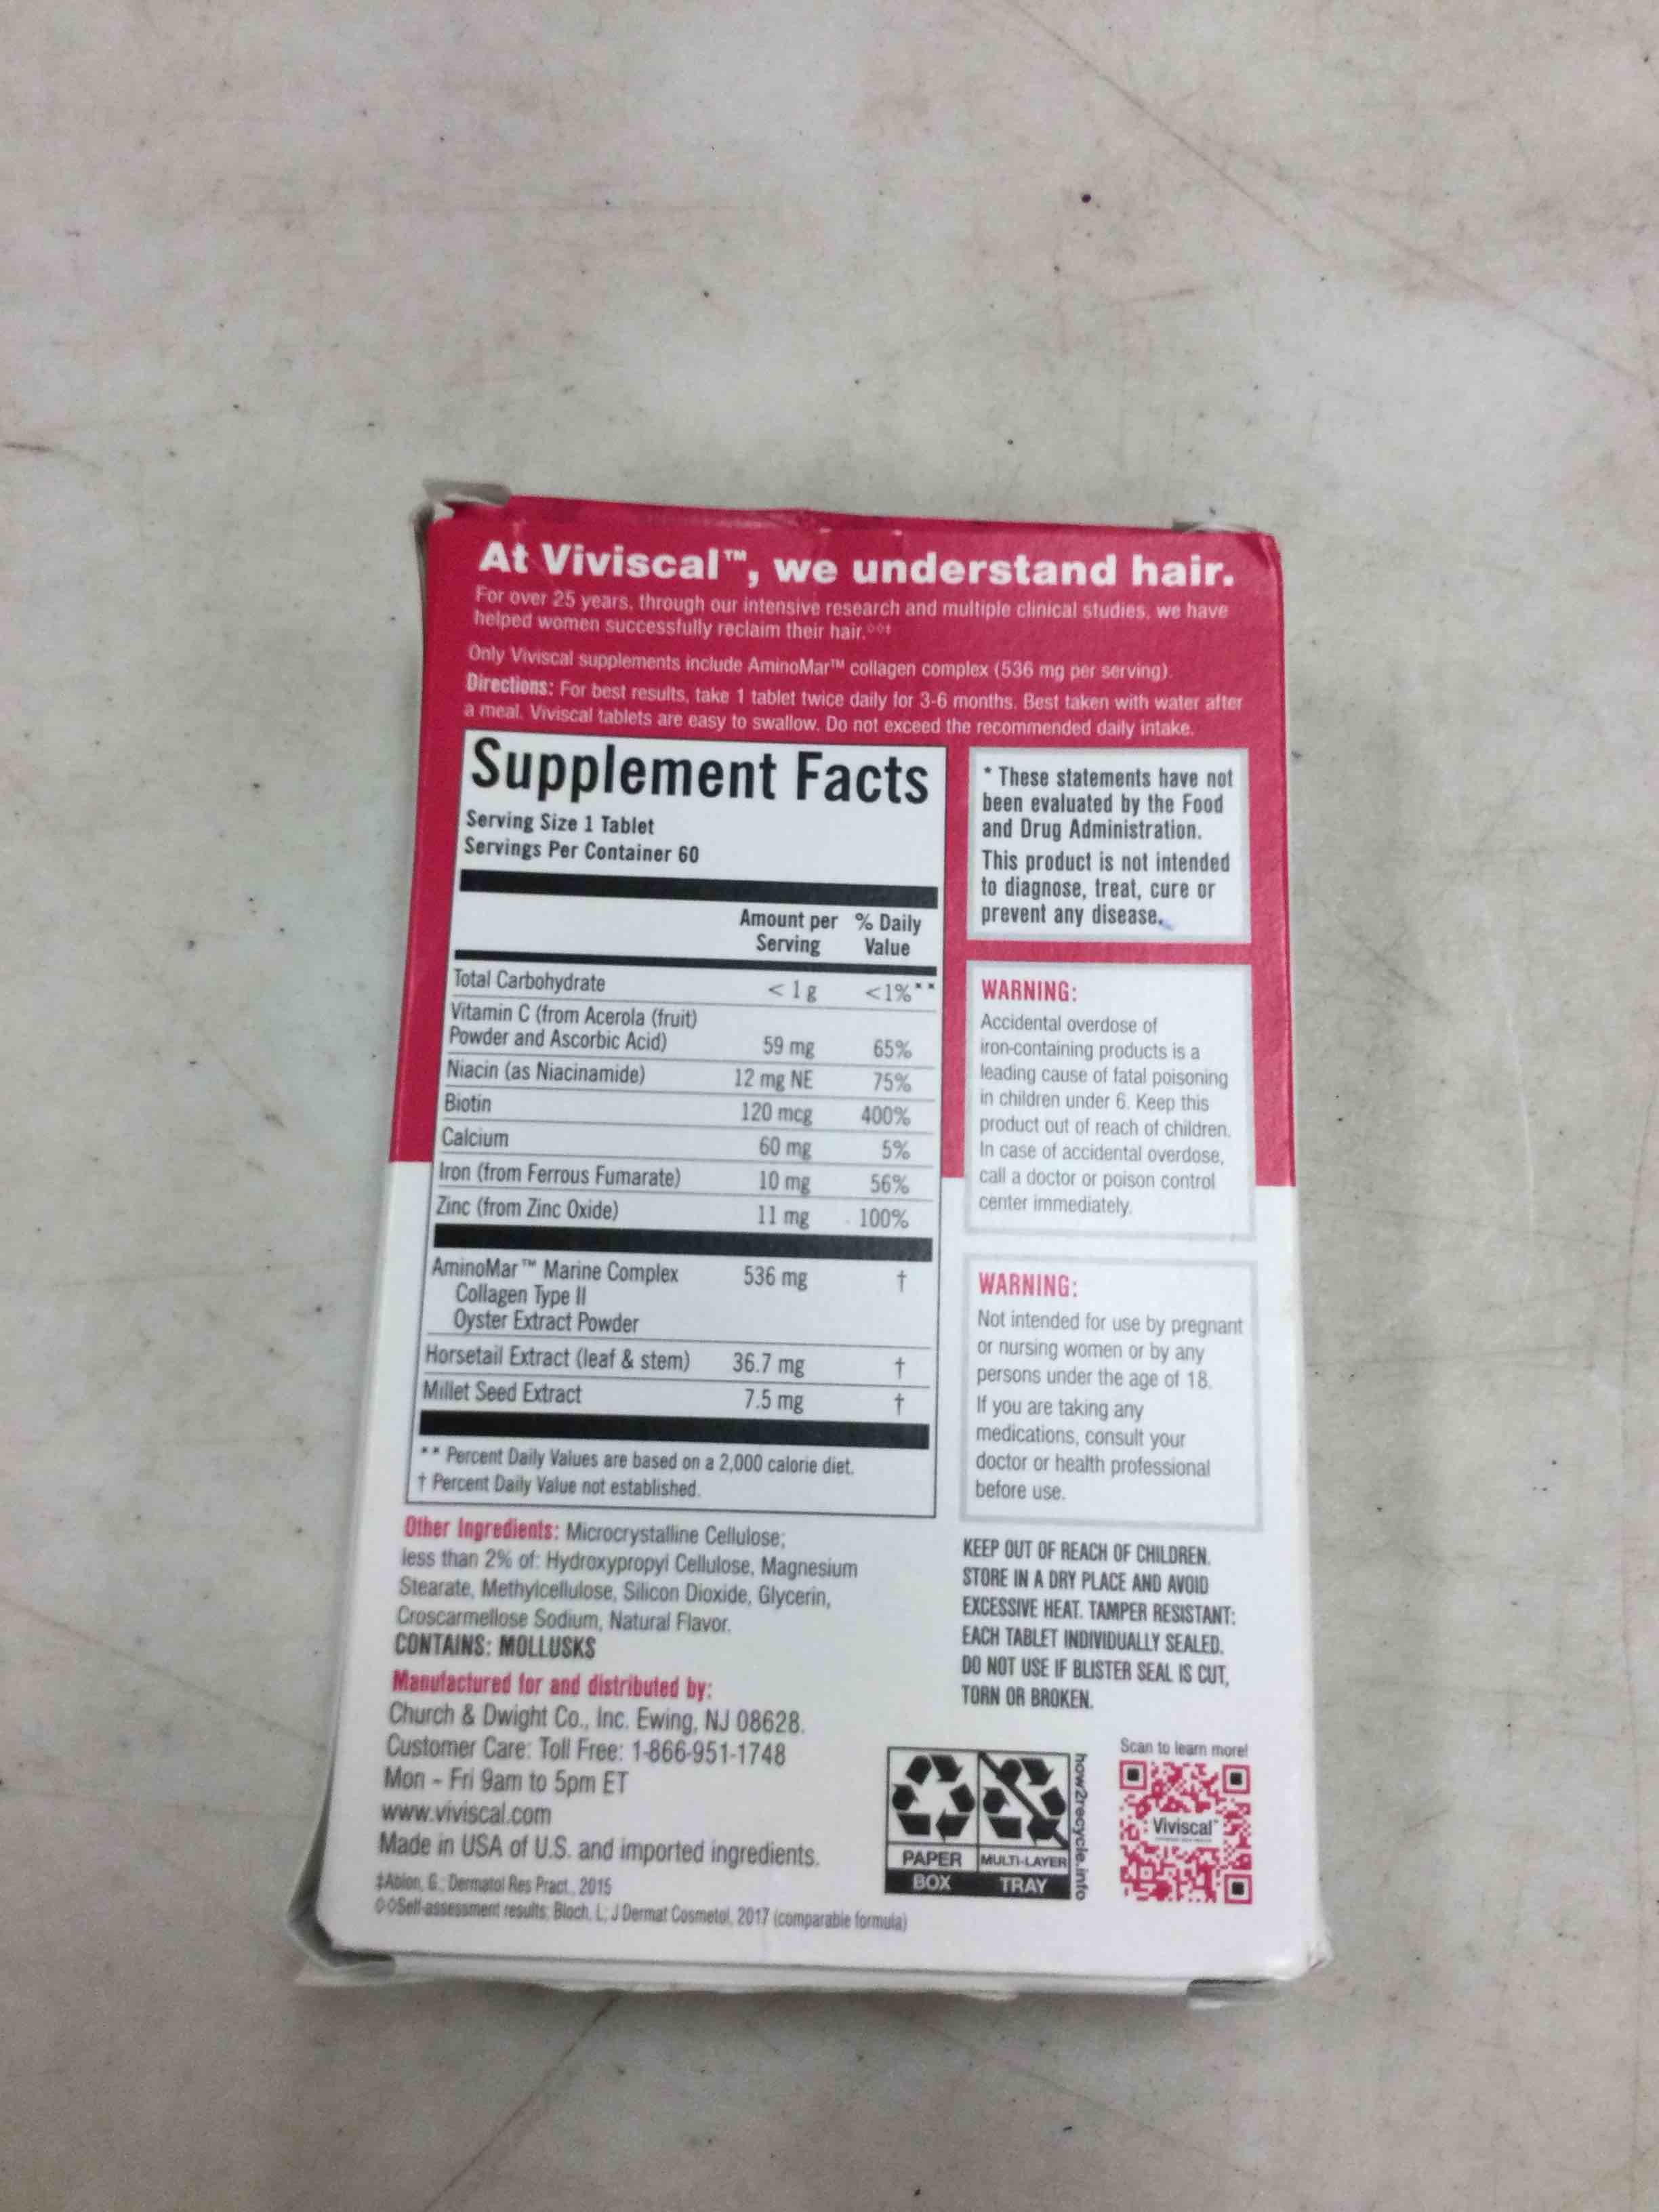 At Viviscal™, we understand hair.
For over 25 years, through our intensive research and multiple clinical studies, we have
helped women successfully reclaim their hair.◊◊‡
Only Viviscal supplements include AminoMar™ collagen complex (536 mg per serving).
Directions: For best results, take 1 tablet twice daily for 3-6 months. Best taken with water after
a meal. Viviscal tablets are easy to swallow. Do not exceed the recommended daily intake.
Supplement Facts
Serving Size 1 Tablet
Servings Per Container 60
Amount per % Daily
Serving Value
Total Carbohydrate < 1 g <1%**
Vitamin C (from Acerola (fruit)
Powder and Ascorbic Acid) 59 mg 65%
Niacin (as Niacinamide) 12 mg NE 75%
Biotin 120 mcg 400%
Calcium 60 mg 5%
Iron (from Ferrous Fumarate) 10 mg 56%
Zinc (from Zinc Oxide) 11 mg 100%
AminoMar™ Marine Complex 536 mg †
Collagen Type II
Oyster Extract Powder
Horsetail Extract (leaf & stem) 36.7 mg †
Millet Seed Extract 7.5 mg †
** Percent Daily Values are based on a 2,000 calorie diet.
† Percent Daily Value not established.
Other Ingredients: Microcrystalline Cellulose;
less than 2% of: Hydroxypropyl Cellulose, Magnesium
Stearate, Methylcellulose, Silicon Dioxide, Glycerin,
Croscarmellose Sodium, Natural Flavor.
CONTAINS: MOLLUSKS
Manufactured for and distributed by:
Church & Dwight Co., Inc. Ewing, NJ 08628.
Customer Care: Toll Free: 1-866-951-1748
Mon - Fri 9am to 5pm ET
www.viviscal.com
Made in USA of U.S. and imported ingredients.
‡Ablon, G.; Dermatol Res Pract., 2015
◊◊Self-assessment results; Bloch, L; J Dermat Cosmetol, 2017 (comparable formula)
* These statements have not
been evaluated by the Food
and Drug Administration.
This product is not intended
to diagnose, treat, cure or
prevent any disease.
WARNING:
Accidental overdose of
iron-containing products is a
leading cause of fatal poisoning
in children under 6. Keep this
product out of reach of children.
In case of accidental overdose,
call a doctor or poison control
center immediately.
WARNING:
Not intended for use by pregnant
or nursing women or by any
persons under the age of 18.
If you are taking any
medications, consult your
doctor or health professional
before use.
KEEP OUT OF REACH OF CHILDREN.
STORE IN A DRY PLACE AND AVOID
EXCESSIVE HEAT. TAMPER RESISTANT:
EACH TABLET INDIVIDUALLY SEALED.
DO NOT USE IF BLISTER SEAL IS CUT,
TORN OR BROKEN.
PAPER MULTI-LAYER
BOX TRAY
how2recycle.info
Scan to learn more!
Viviscal